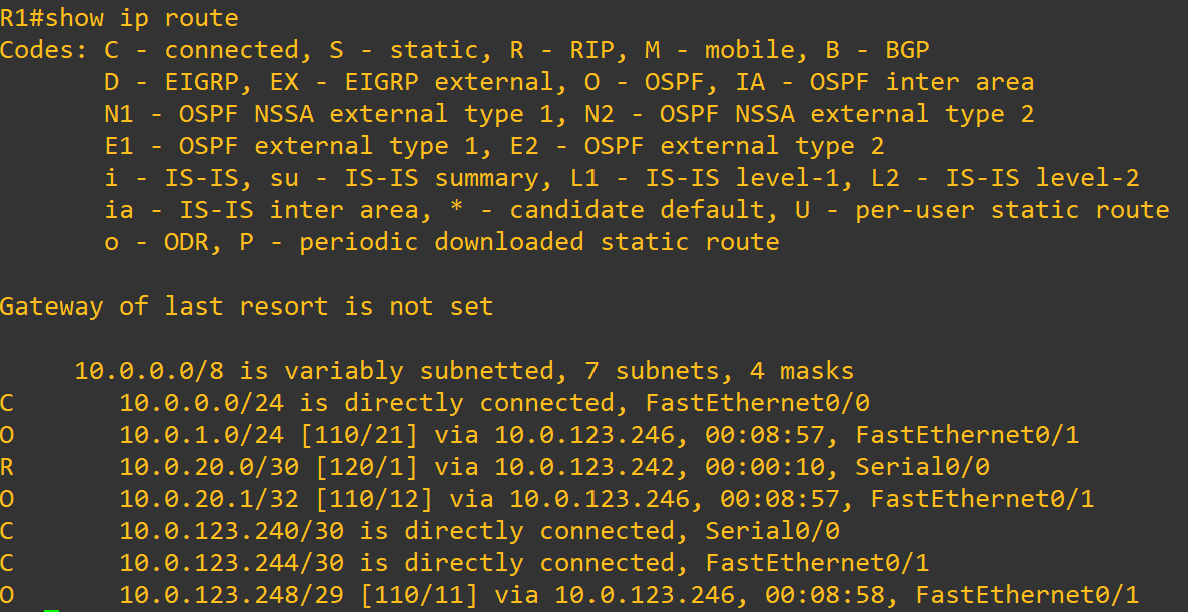 R1#show ip route
Codes: C - connected, S - static, R - RIP, M - mobile, B - BGP
       D - EIGRP, EX - EIGRP external, O - OSPF, IA - OSPF inter area
       N1 - OSPF NSSA external type 1, N2 - OSPF NSSA external type 2
       E1 - OSPF external type 1, E2 - OSPF external type 2
       i - IS-IS, su - IS-IS summary, L1 - IS-IS level-1, L2 - IS-IS level-2
       ia - IS-IS inter area, * - candidate default, U - per-user static route
       o - ODR, P - periodic downloaded static route
Gateway of last resort is not set
     10.0.0.0/8 is variably subnetted, 7 subnets, 4 masks
C       10.0.0.0/24 is directly connected, FastEthernet0/0
O       10.0.1.0/24 [110/21] via 10.0.123.246, 00:08:57, FastEthernet0/1
R       10.0.20.0/30 [120/1] via 10.0.123.242, 00:00:10, Serial0/0
O       10.0.20.1/32 [110/12] via 10.0.123.246, 00:08:57, FastEthernet0/1
C       10.0.123.240/30 is directly connected, Serial0/0
C       10.0.123.244/30 is directly connected, FastEthernet0/1
O       10.0.123.248/29 [110/11] via 10.0.123.246, 00:08:58, FastEthernet0/1